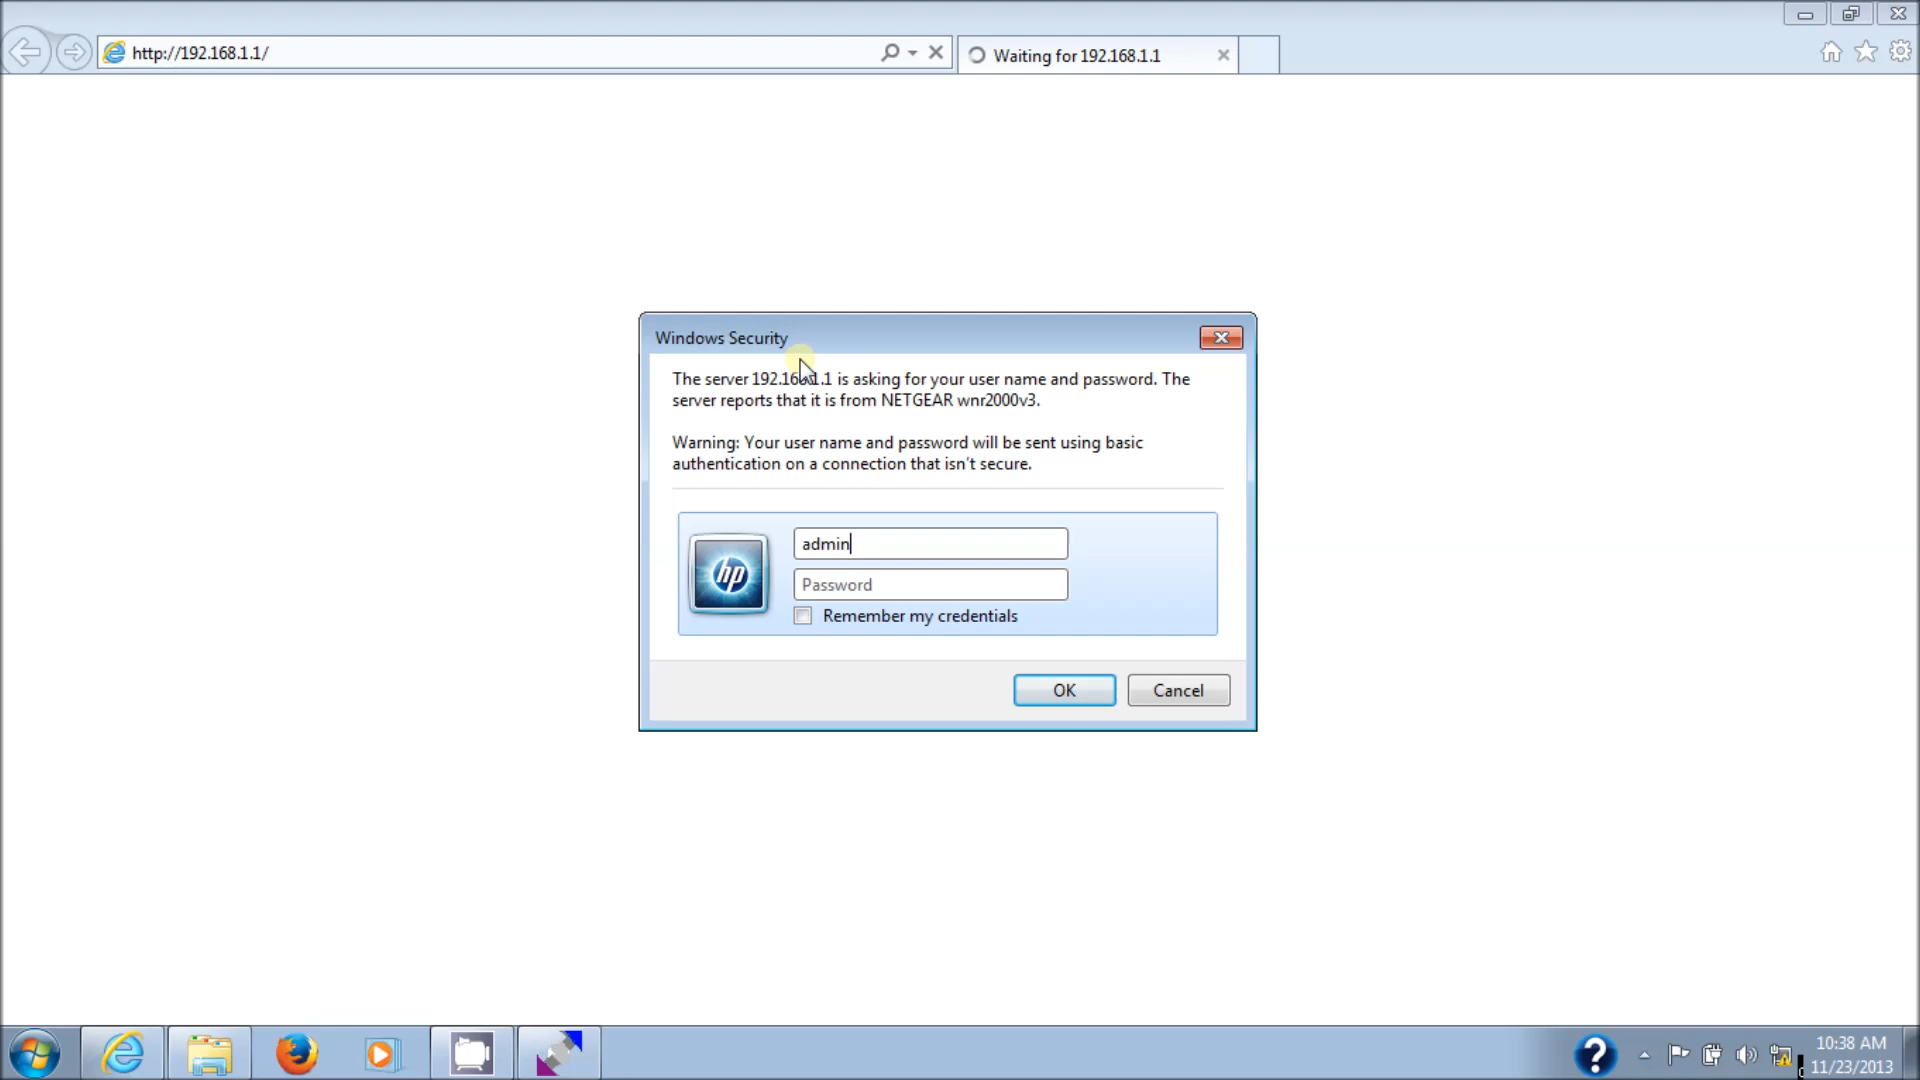 http://192.168.1.1/
Waiting for 192.168.1.1
Windows Security
The server 192.168.1.1 is asking for your user name and password. The
server reports that it is from NETGEAR wnr2000v3.
Warning: Your user name and password will be sent using basic
authentication on a connection that isn't secure.
admin
hp
Password
Remember my credentials
OK
Cancel
10:38 AM
11/23/2013